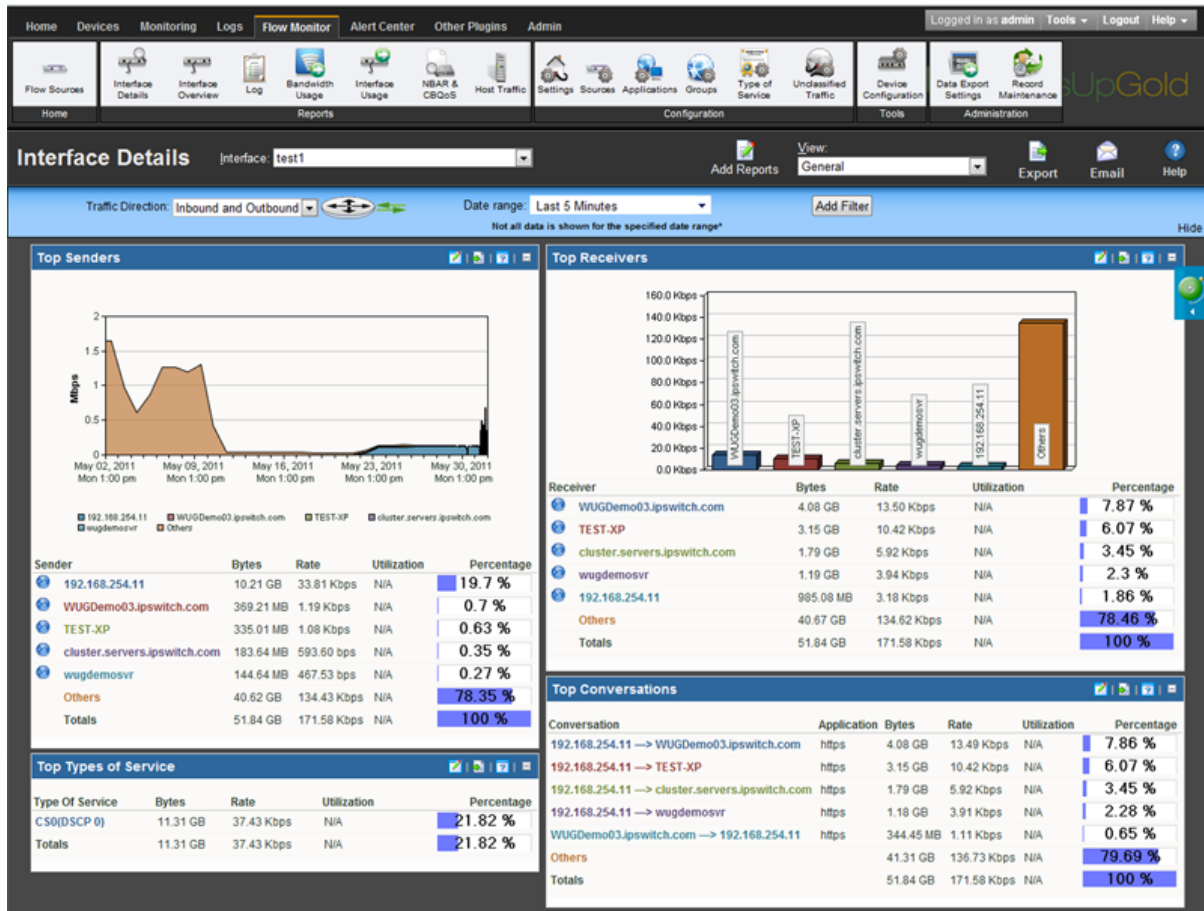 Home Devices Monitoring Logs Flow Monitor Alert Center Other Plugins Admin
Logged in as admin Tools Logout Help
Flow Sources
Interface Details
Interface Overview
Log
Bandwidth Usage
Interface Usage
NBAR & CBQoS
Host Traffic
Settings
Sources
Applications
Groups
Type of Service
Unclassified Traffic
Device Configuration
Data Export Settings
Record Maintenance
sUpGold
Home Reports Configuration Tools Administration
Interface Details
Interface: test1
Add Reports
View:
General
Export
Email
Help
Traffic Direction: Inbound and Outbound
Date range: Last 5 Minutes
Add Filter
Not all data is shown for the specified date range*
Hide
Top Senders
2
1.5
1
0.5
0
Mbps
May 02, 2011 May 09, 2011 May 16, 2011 May 23, 2011 May 30, 2011
Mon 1:00 pm Mon 1:00 pm Mon 1:00 pm Mon 1:00 pm Mon 1:00 pm
192.168.254.11 WUGDemo03.ipswitch.com TEST-XP cluster.servers.ipswitch.com
wugdemosvr Others
Sender Bytes Rate Utilization Percentage
192.168.254.11 10.21 GB 33.81 Kbps N/A 19.7 %
WUGDemo03.ipswitch.com 369.21 MB 1.19 Kbps N/A 0.7 %
TEST-XP 335.01 MB 1.08 Kbps N/A 0.63 %
cluster.servers.ipswitch.com 183.64 MB 593.60 bps N/A 0.35 %
wugdemosvr 144.64 MB 467.53 bps N/A 0.27 %
Others 40.62 GB 134.43 Kbps N/A 78.35 %
Totals 51.84 GB 171.58 Kbps N/A 100 %
Top Types of Service
Type Of Service Bytes Rate Utilization Percentage
CS0(DSCP 0) 11.31 GB 37.43 Kbps N/A 21.82 %
Totals 11.31 GB 37.43 Kbps N/A 21.82 %
Top Receivers
160.0 Kbps
140.0 Kbps
120.0 Kbps
100.0 Kbps
80.0 Kbps
60.0 Kbps
40.0 Kbps
20.0 Kbps
0.0 Kbps
WUGDemo03.ipswitch.com
TEST-XP
cluster.servers.ipswitch.com
wugdemosvr
192.168.254.11
Others
Receiver Bytes Rate Utilization Percentage
WUGDemo03.ipswitch.com 4.08 GB 13.50 Kbps N/A 7.87 %
TEST-XP 3.15 GB 10.42 Kbps N/A 6.07 %
cluster.servers.ipswitch.com 1.79 GB 5.92 Kbps N/A 3.45 %
wugdemosvr 1.19 GB 3.94 Kbps N/A 2.3 %
192.168.254.11 985.08 MB 3.18 Kbps N/A 1.86 %
Others 40.67 GB 134.62 Kbps N/A 78.46 %
Totals 51.84 GB 171.58 Kbps N/A 100 %
Top Conversations
Conversation Application Bytes Rate Utilization Percentage
192.168.254.11 —> WUGDemo03.ipswitch.com https 4.08 GB 13.49 Kbps N/A 7.86 %
192.168.254.11 —> TEST-XP https 3.15 GB 10.42 Kbps N/A 6.07 %
192.168.254.11 —> cluster.servers.ipswitch.com https 1.79 GB 5.92 Kbps N/A 3.45 %
192.168.254.11 —> wugdemosvr https 1.18 GB 3.91 Kbps N/A 2.28 %
WUGDemo03.ipswitch.com —> 192.168.254.11 https 344.45 MB 1.11 Kbps N/A 0.65 %
Others 41.31 GB 136.73 Kbps N/A 79.69 %
Totals 51.84 GB 171.58 Kbps N/A 100 %